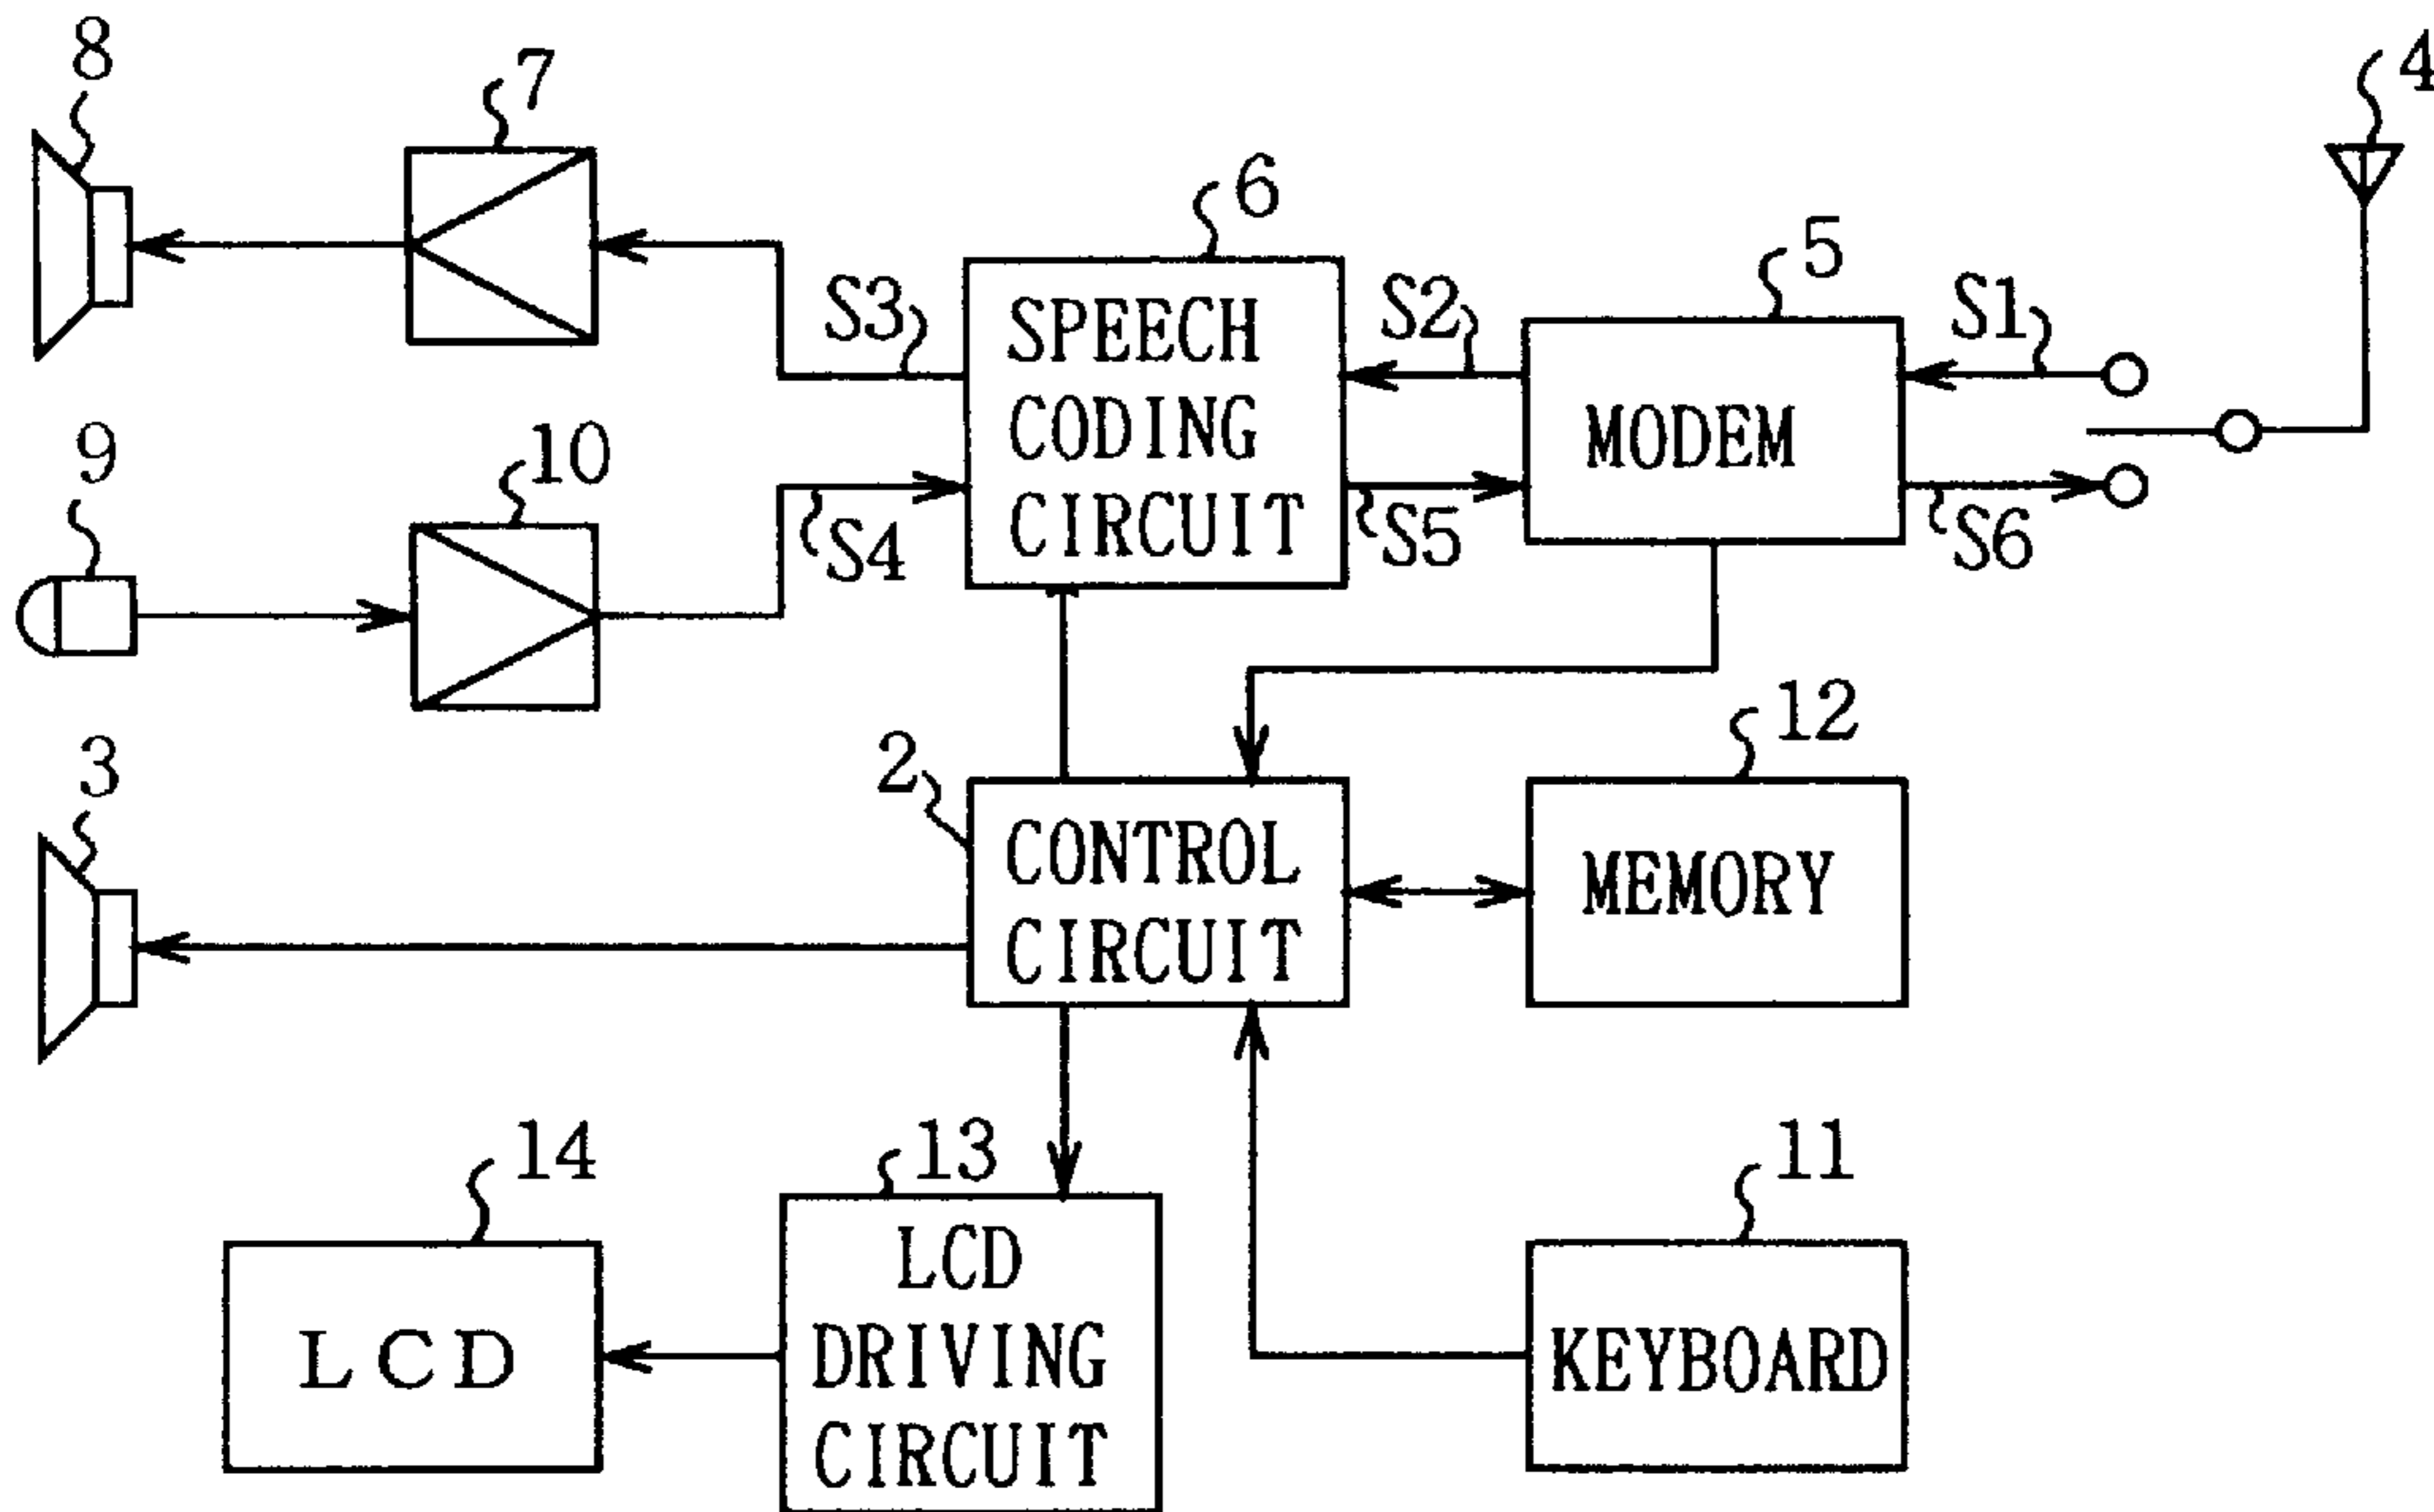 8
7
4
6
5
S3
SPEECH
CODING
CIRCUIT
S2
S1
MODEM
9
10
S4
S5
S6
12
3
2
CONTROL
CIRCUIT
MEMORY
14
13
11
LCD
DRIVING
CIRCUIT
LCD
KEYBOARD